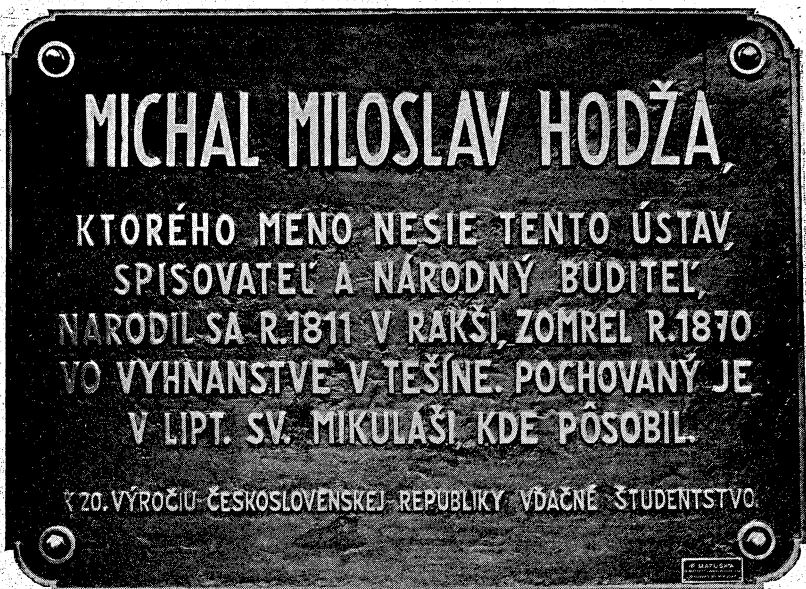 MICHAL MILOSLAV HODŽA,
KTORÉHO MENO NESIE TENTO ÚSTAV,
SPISOVATEĽ A NÁRODNÝ BUDITEĽ,
NARODIL SA R.1811 V RAKŠI, ZOMREL R.1870
VO VYHNANSTVE V TEŠÍNE. POCHOVANÝ JE
V LIPT. SV. MIKULÁŠI, KDE PÔSOBIL.
K 20. VÝROČIU ČESKOSLOVENSKEJ REPUBLIKY VĎAČNÉ ŠTUDENTSTVO.
MATUŠKA